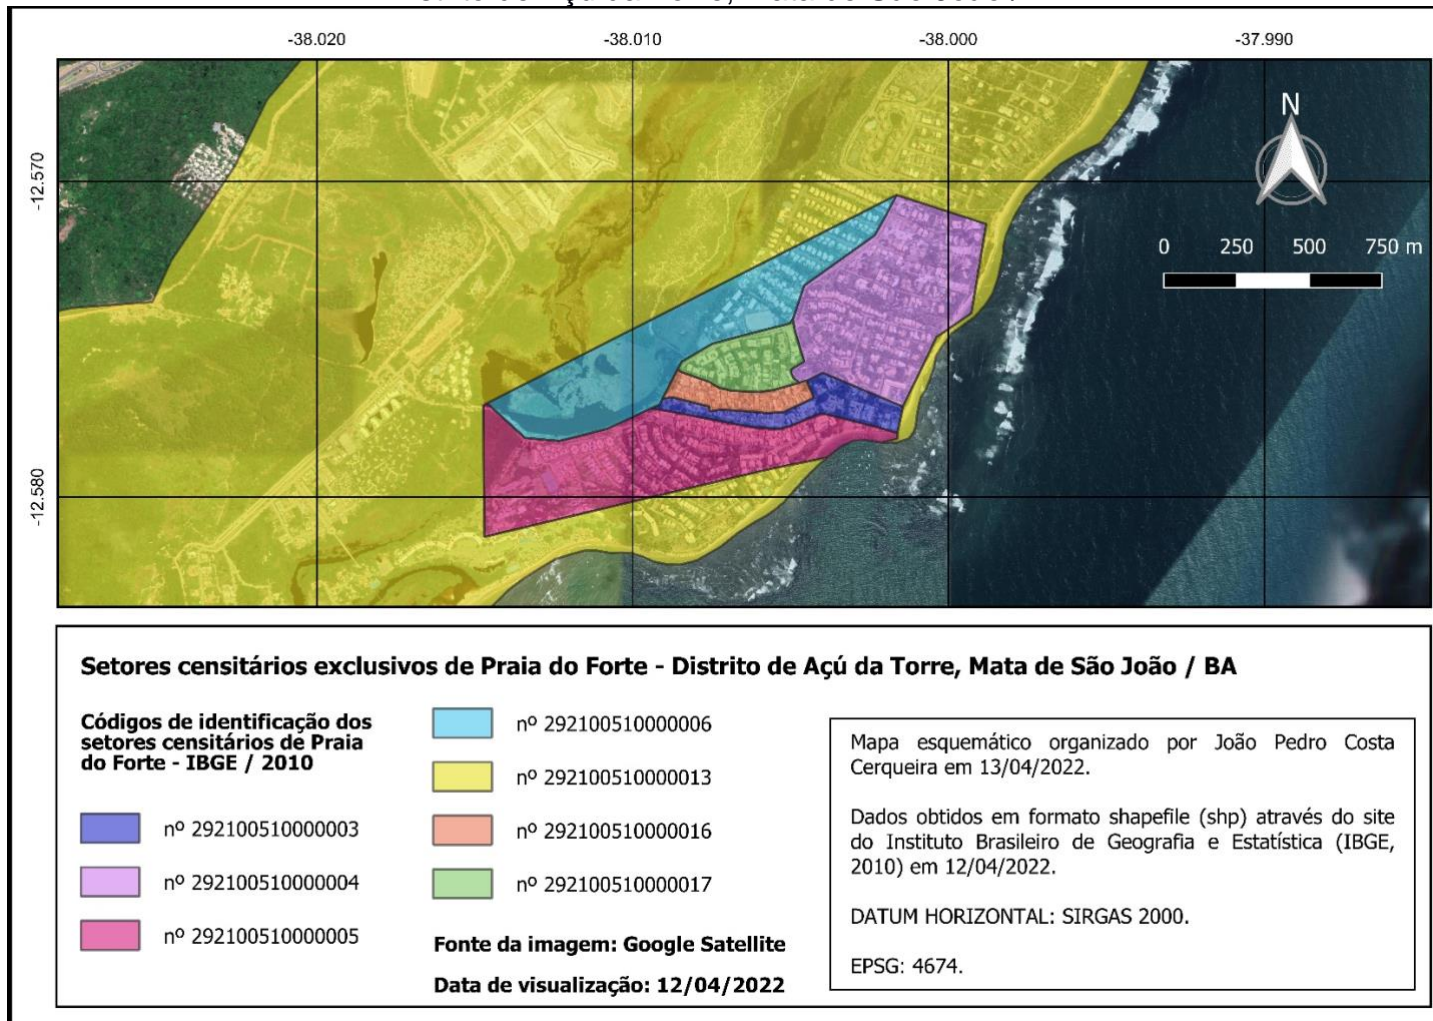 -38.020 -38.010 -38.000 -37.990
N
-12.570
0 250 500 750 m
-12.580
Setores censitários exclusivos de Praia do Forte - Distrito de Açú da Torre, Mata de São João / BA
Códigos de identificação dos
setores censitários de Praia
do Forte - IBGE / 2010
nº 292100510000003
nº 292100510000004
nº 292100510000005
nº 292100510000006
nº 292100510000013
nº 292100510000016
nº 292100510000017
Fonte da imagem: Google Satellite
Data de visualização: 12/04/2022
Mapa esquemático organizado por João Pedro Costa
Cerqueira em 13/04/2022.
Dados obtidos em formato shapefile (shp) através do site
do Instituto Brasileiro de Geografia e Estatística (IBGE,
2010) em 12/04/2022.
DATUM HORIZONTAL: SIRGAS 2000.
EPSG: 4674.